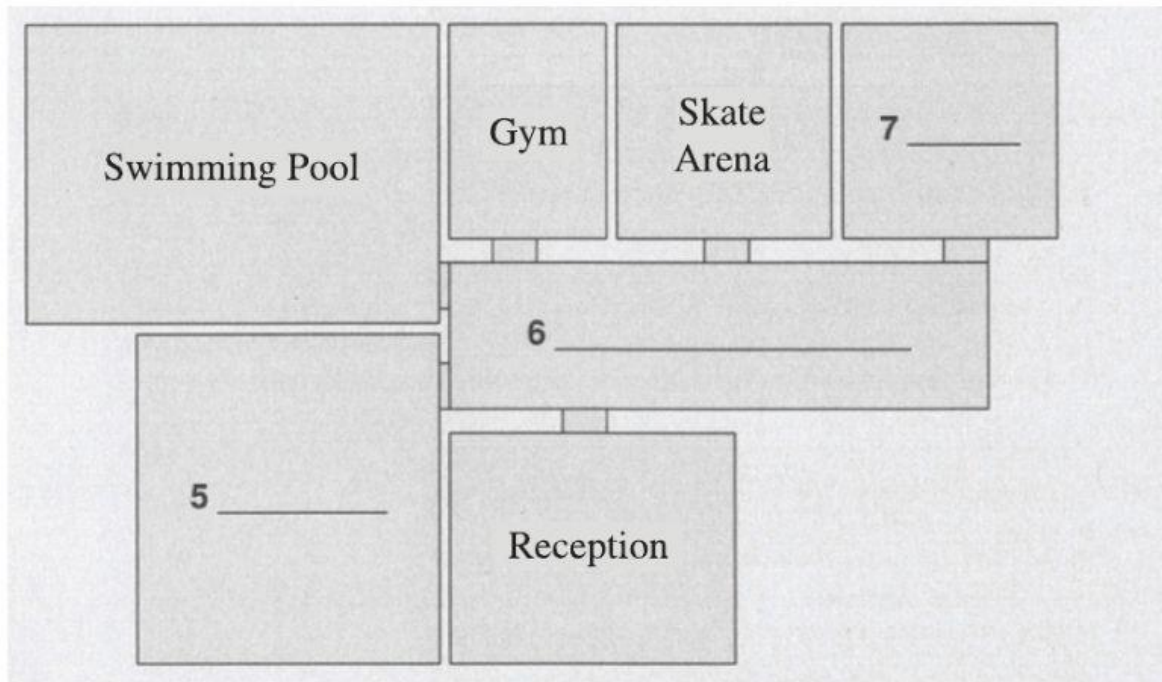 Swimming Pool
Gym
Skate
Arena
7
6
5
Reception